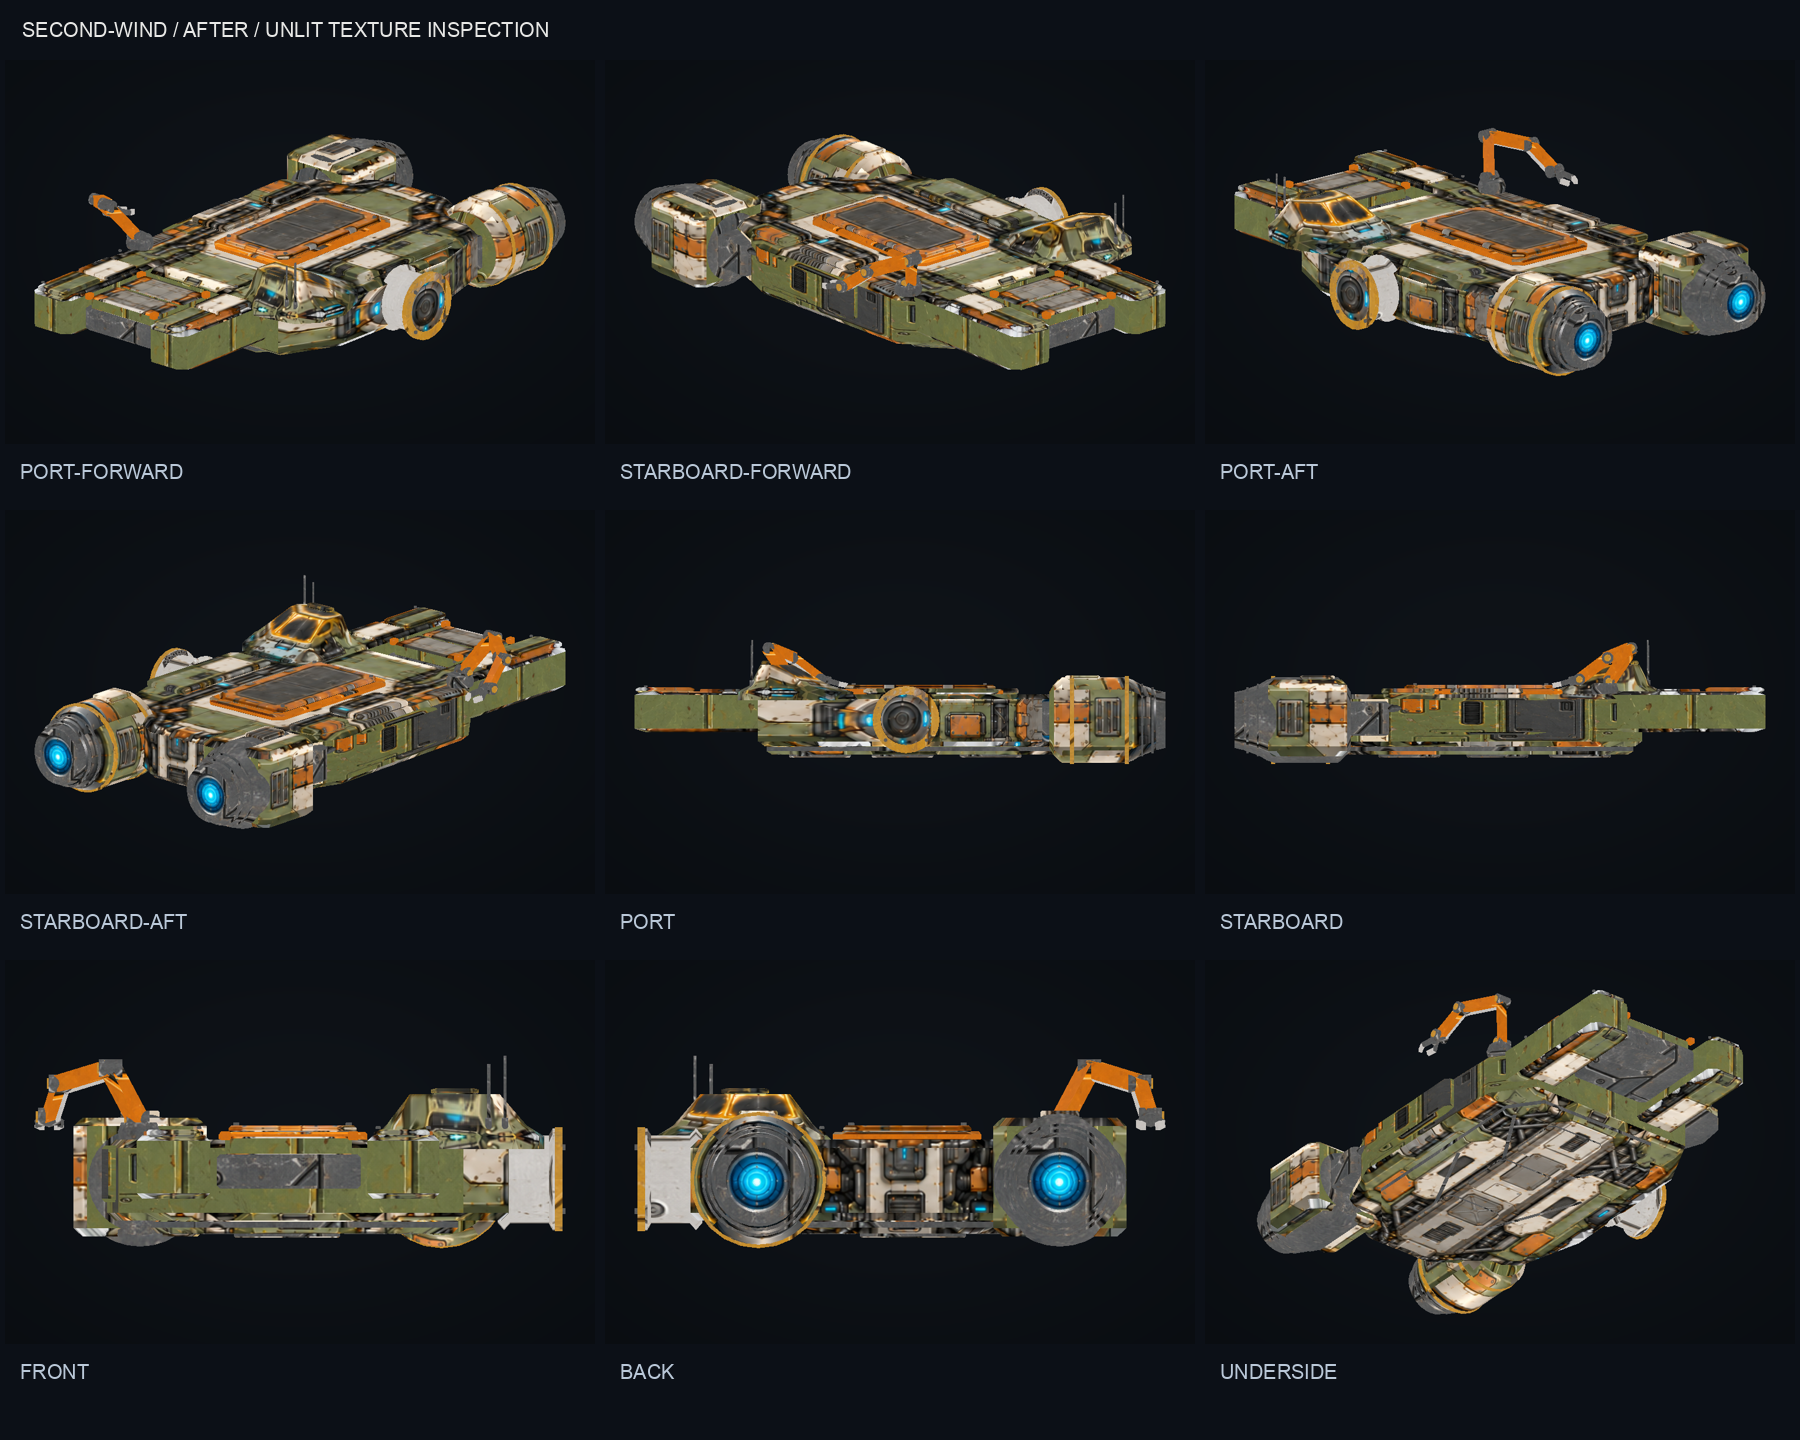 SECOND-WIND / AFTER / UNLIT TEXTURE INSPECTION
PORT-FORWARD
STARBOARD-FORWARD
PORT-AFT
STARBOARD-AFT
PORT
STARBOARD
FRONT
BACK
UNDERSIDE